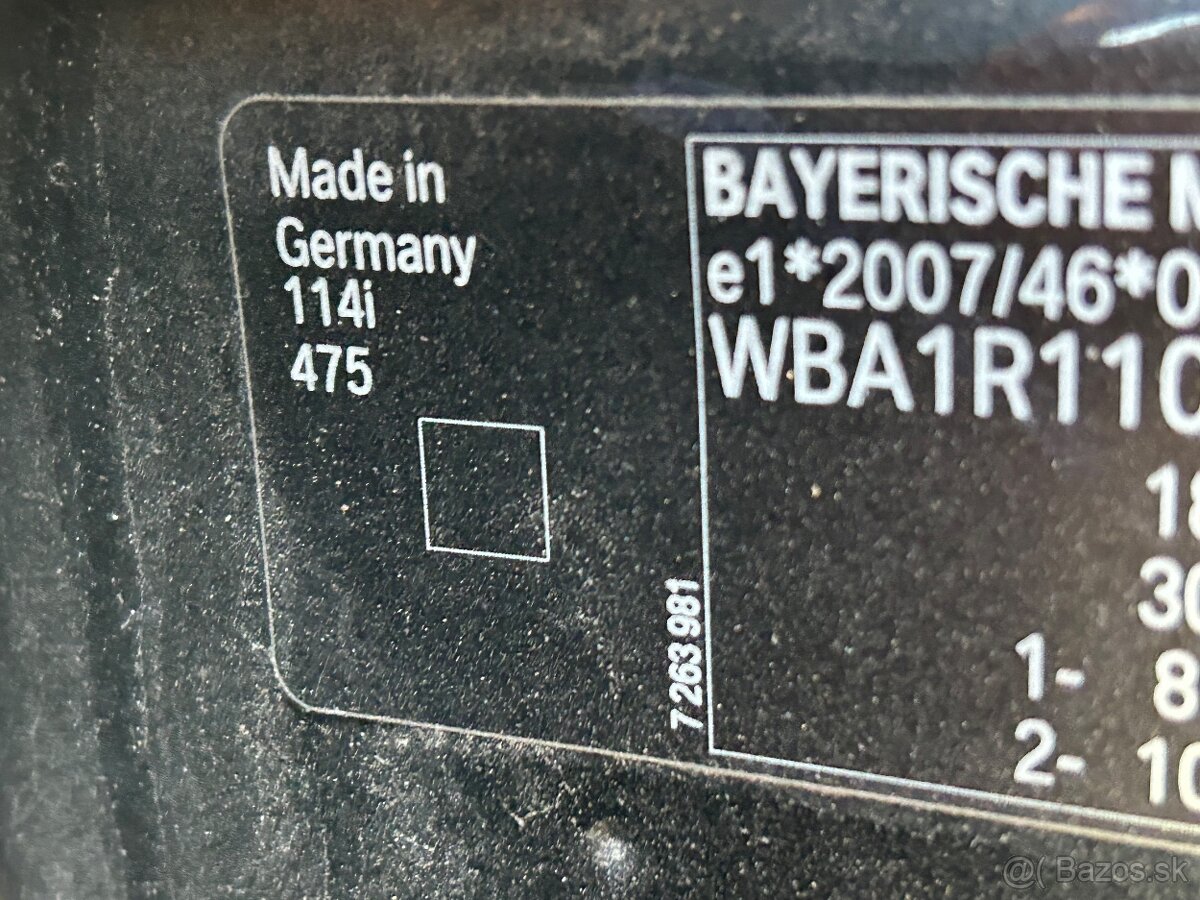 Made in
Germany
114i
475
7 263 981
BAYERISCHE
e1*2007/46*0
WBA1R110
18
30
1- 8
2- 10
@( Bazos.sk